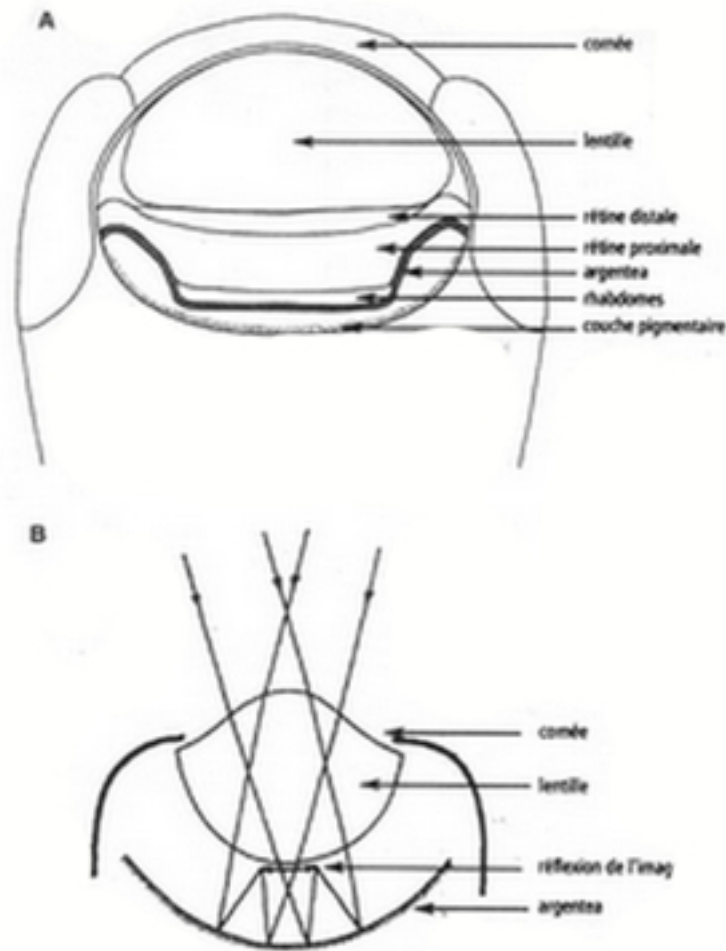 A
cornée
lentille
rétine distale
rétine proximale
argentea
rhabdomes
couche pigmentaire
B
cornée
lentille
réflexion de l'imag
argentea